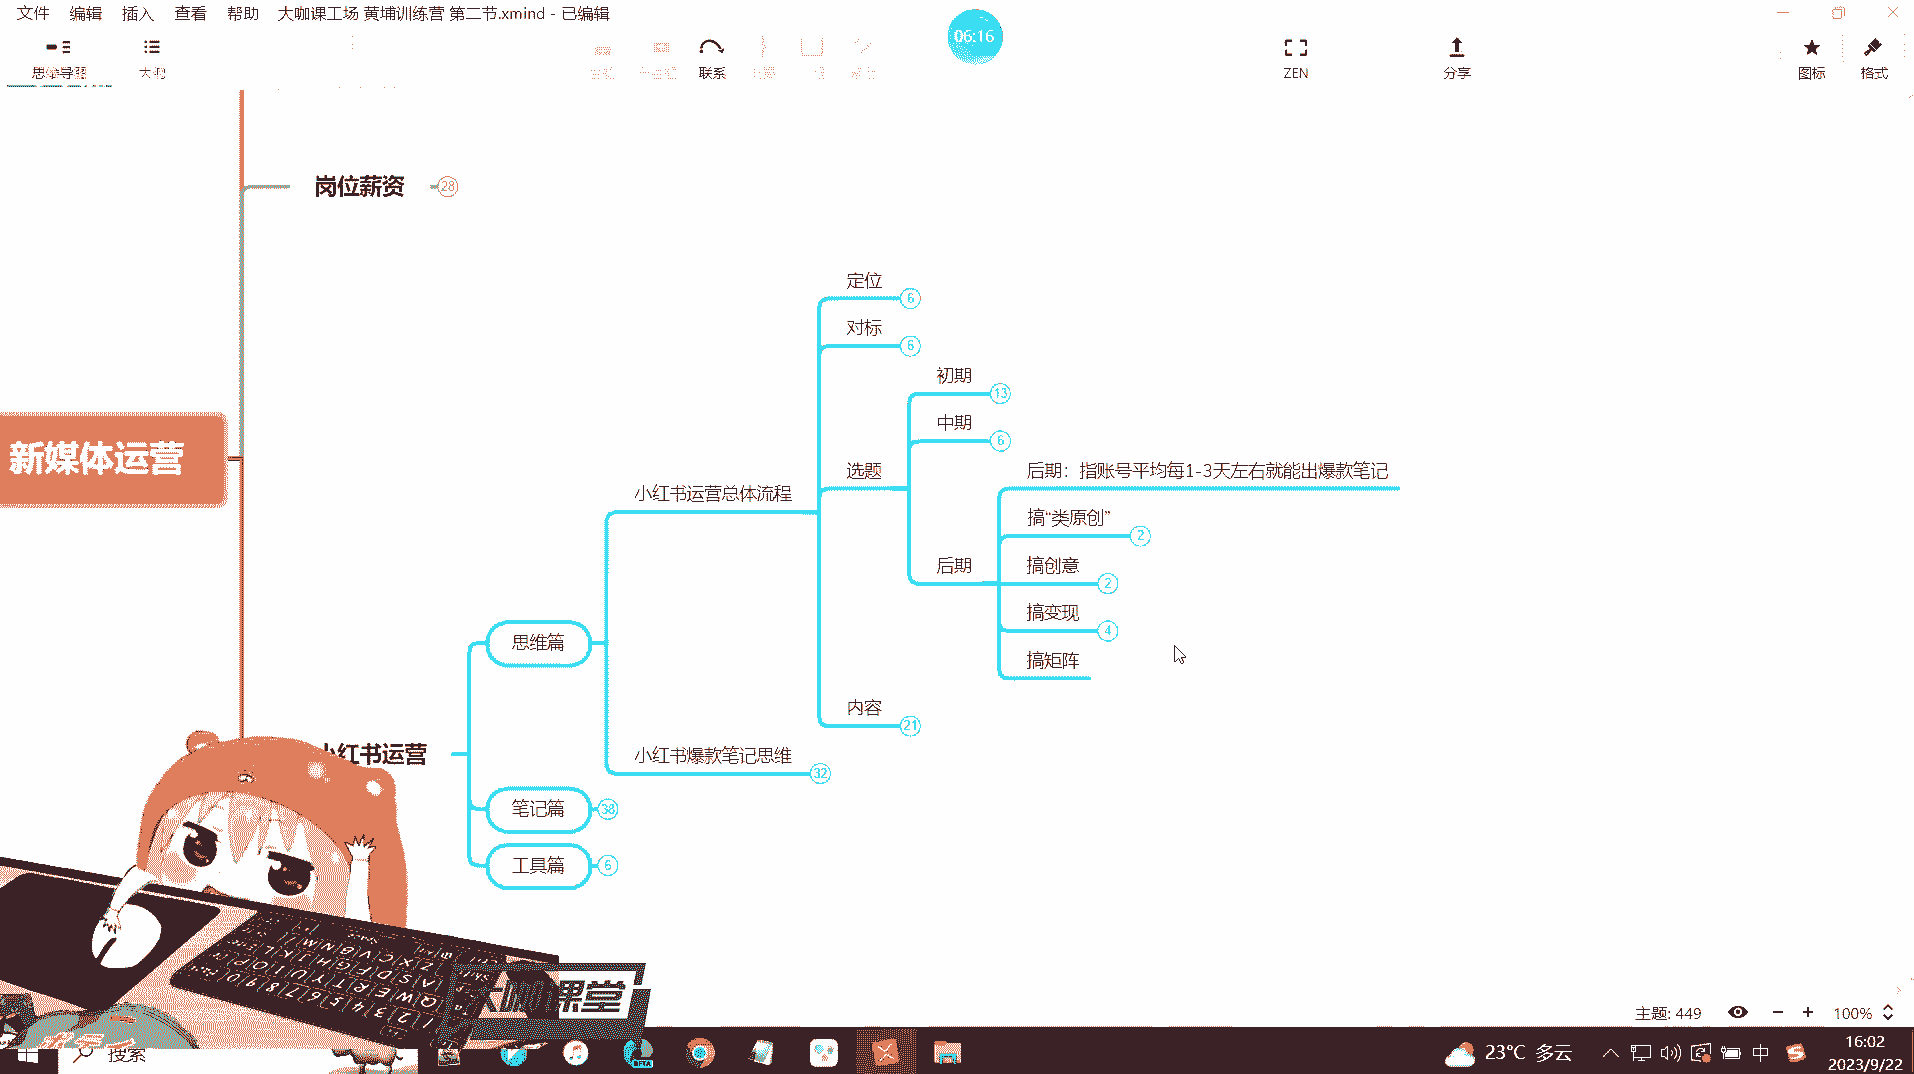 文件 编辑 插入 查看 帮助 大咖课工场 黄埔训练营 第二节.xmind - 已编辑
06:16
思维导图 大纲 联系 ZEN 分享 图标 格式
岗位薪资 28
定位 6
对标 6
初期 13
中期 6
后期：指账号平均每1-3天左右就能出爆款笔记
选题
小红书运营总体流程
搞“类原创” 2
后期
搞创意 2
搞变现 4
搞矩阵
新媒体运营
思维篇
内容 21
小红书运营
小红书爆款笔记思维 32
笔记篇 38
工具篇 6
大咖课堂
主题: 449 100%
搜索
BETA
23°C 多云
中
16:02
2023/9/22